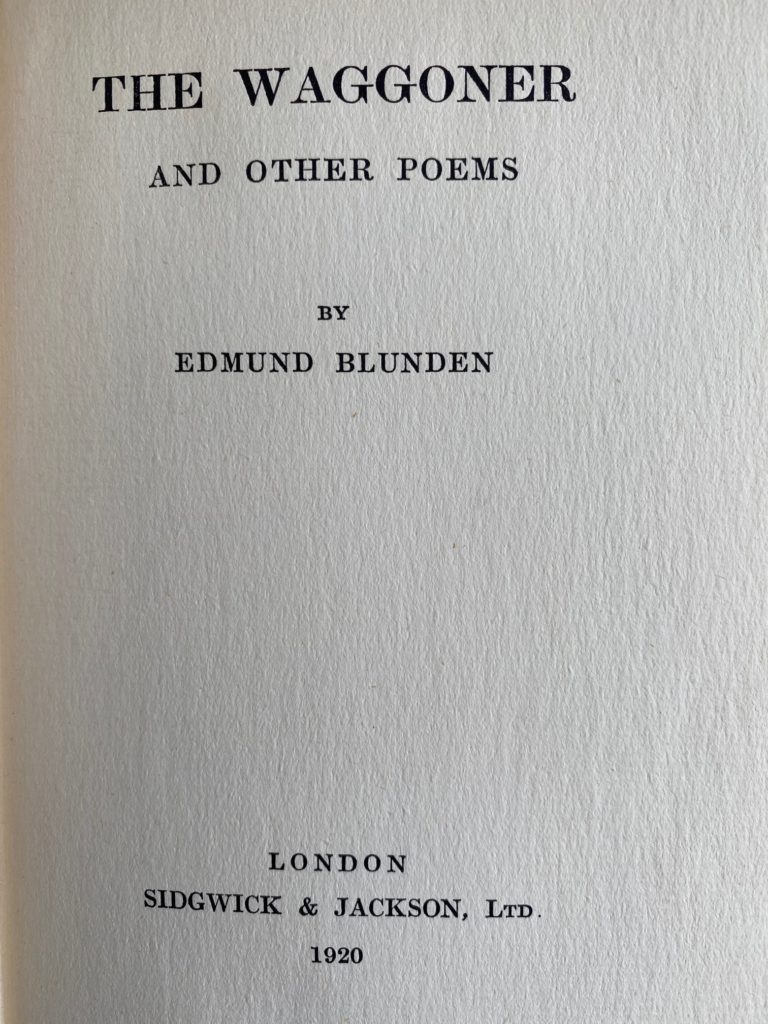 THE WAGGONER
AND OTHER POEMS
BY
EDMUND BLUNDEN
LONDON
SIDGWICK & JACKSON, LTD.
1920